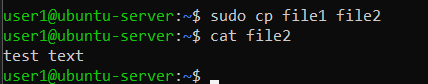 user1@ubuntu-server:~$ sudo cp file1 file2
user1@ubuntu-server:~$ cat file2
test text
user1@ubuntu-server:~$